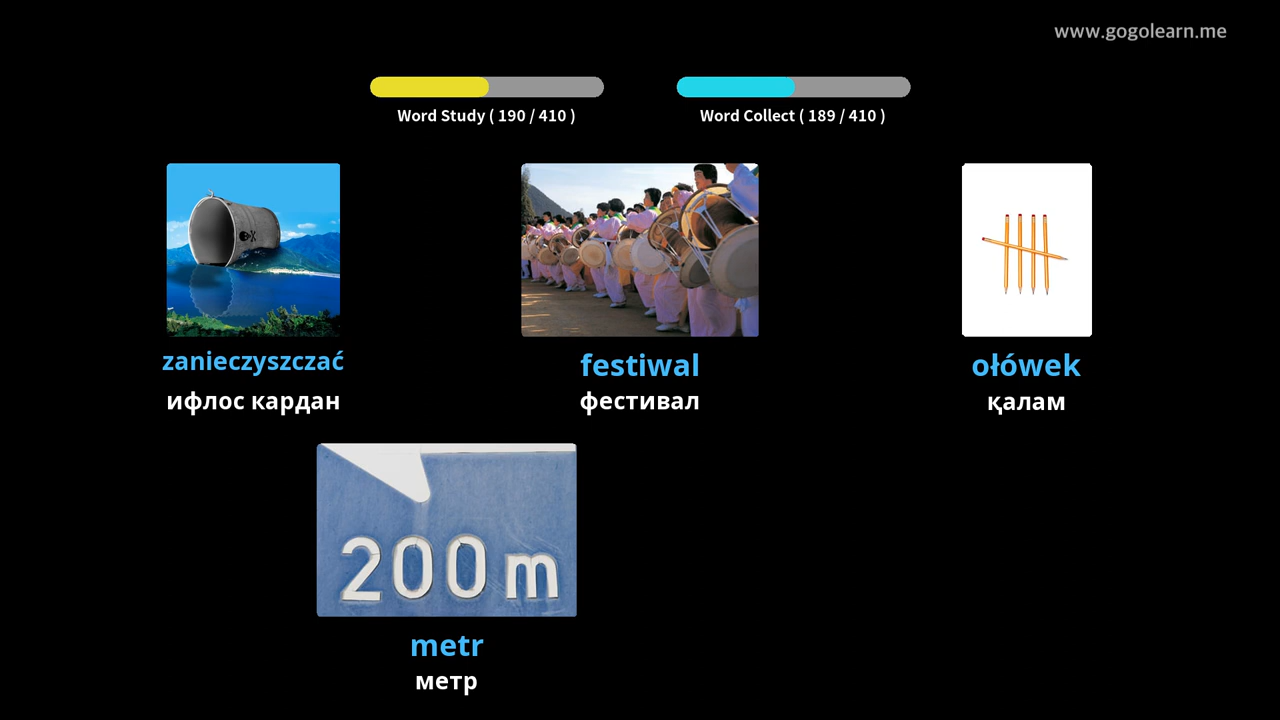 www.gogolearn.me
Word Study ( 190 / 410 )
Word Collect ( 189 / 410 )
zanieczyszczać
ифлос кардан
festiwal
фестивал
ołówek
қалам
200 m
metr
метр